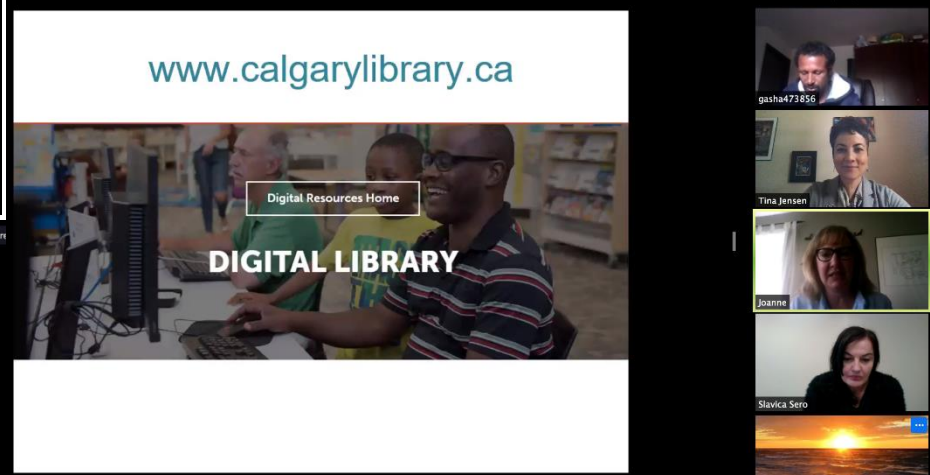 www.calgarylibrary.ca
Digital Resources Home
DIGITAL LIBRARY
gasha473856
Tina Jensen
Joanne
Slavica Sero